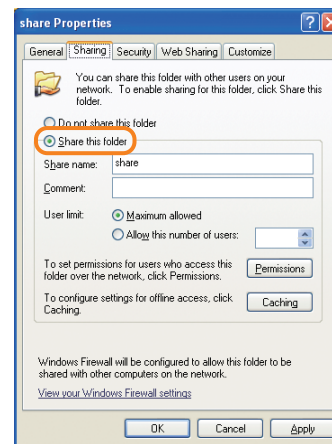 share Properties
General Sharing Security Web Sharing Customize
You can share this folder with other users on your
network. To enable sharing for this folder, click Share this
folder.
Do not share this folder
Share this folder
Share name: share
Comment:
User limit: Maximum allowed
Allow this number of users:
To set permissions for users who access this
folder over the network, click Permissions.
Permissions
To configure settings for offline access, click
Caching.
Caching
Windows Firewall will be configured to allow this folder to be
shared with other computers on the network.
View your Windows Firewall settings
OK Cancel Apply